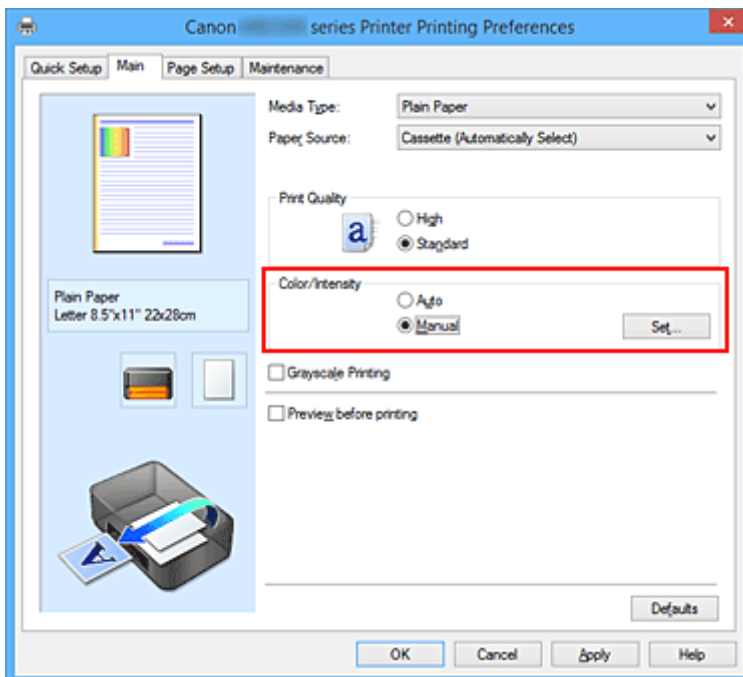 Canon series Printer Printing Preferences
Quick Setup Main Page Setup Maintenance
Media Type: Plain Paper
Paper Source: Cassette (Automatically Select)
Print Quality
a
High
Standard
Color/Intensity
Auto
Manual Set...
Plain Paper
Letter 8.5"x11" 22x28cm
Grayscale Printing
Preview before printing
A
Defaults
OK Cancel Apply Help